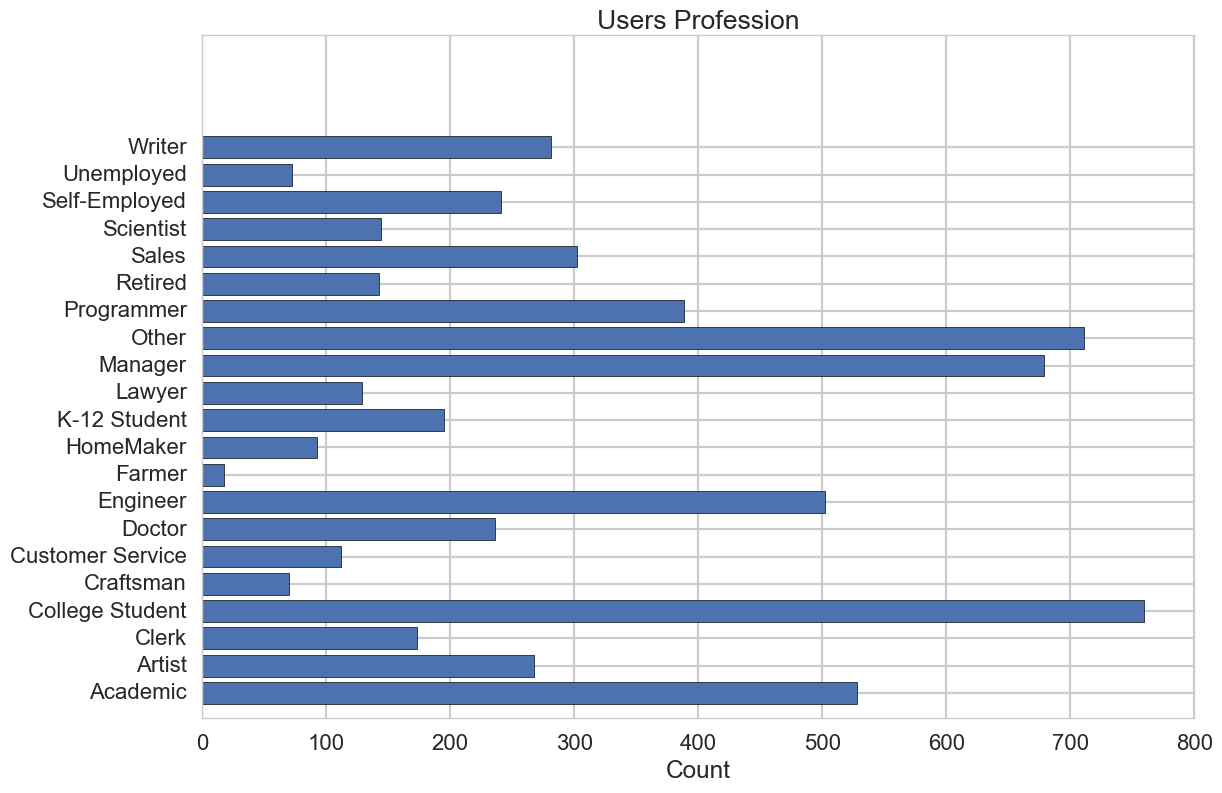 Users Profession
Writer
Unemployed
Self-Employed
Scientist
Sales
Retired
Programmer
Other
Manager
Lawyer
K-12 Student
HomeMaker
Farmer
Engineer
Doctor
Customer Service
Craftsman
College Student
Clerk
Artist
Academic
0 100 200 300 400 500 600 700 800
Count